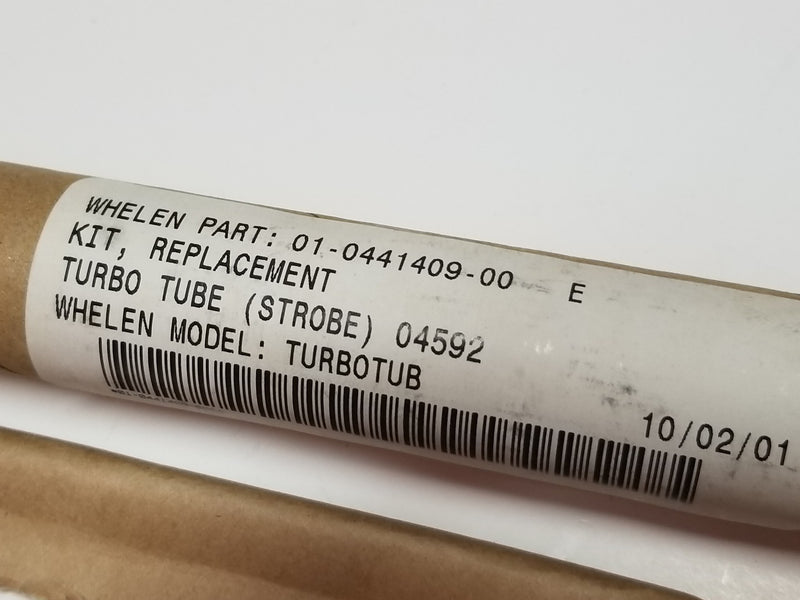 WHELEN PART: 01-0441409-00 E
KIT, REPLACEMENT
TURBO TUBE (STROBE) 04592
WHELEN MODEL: TURBOTUB
10/02/01